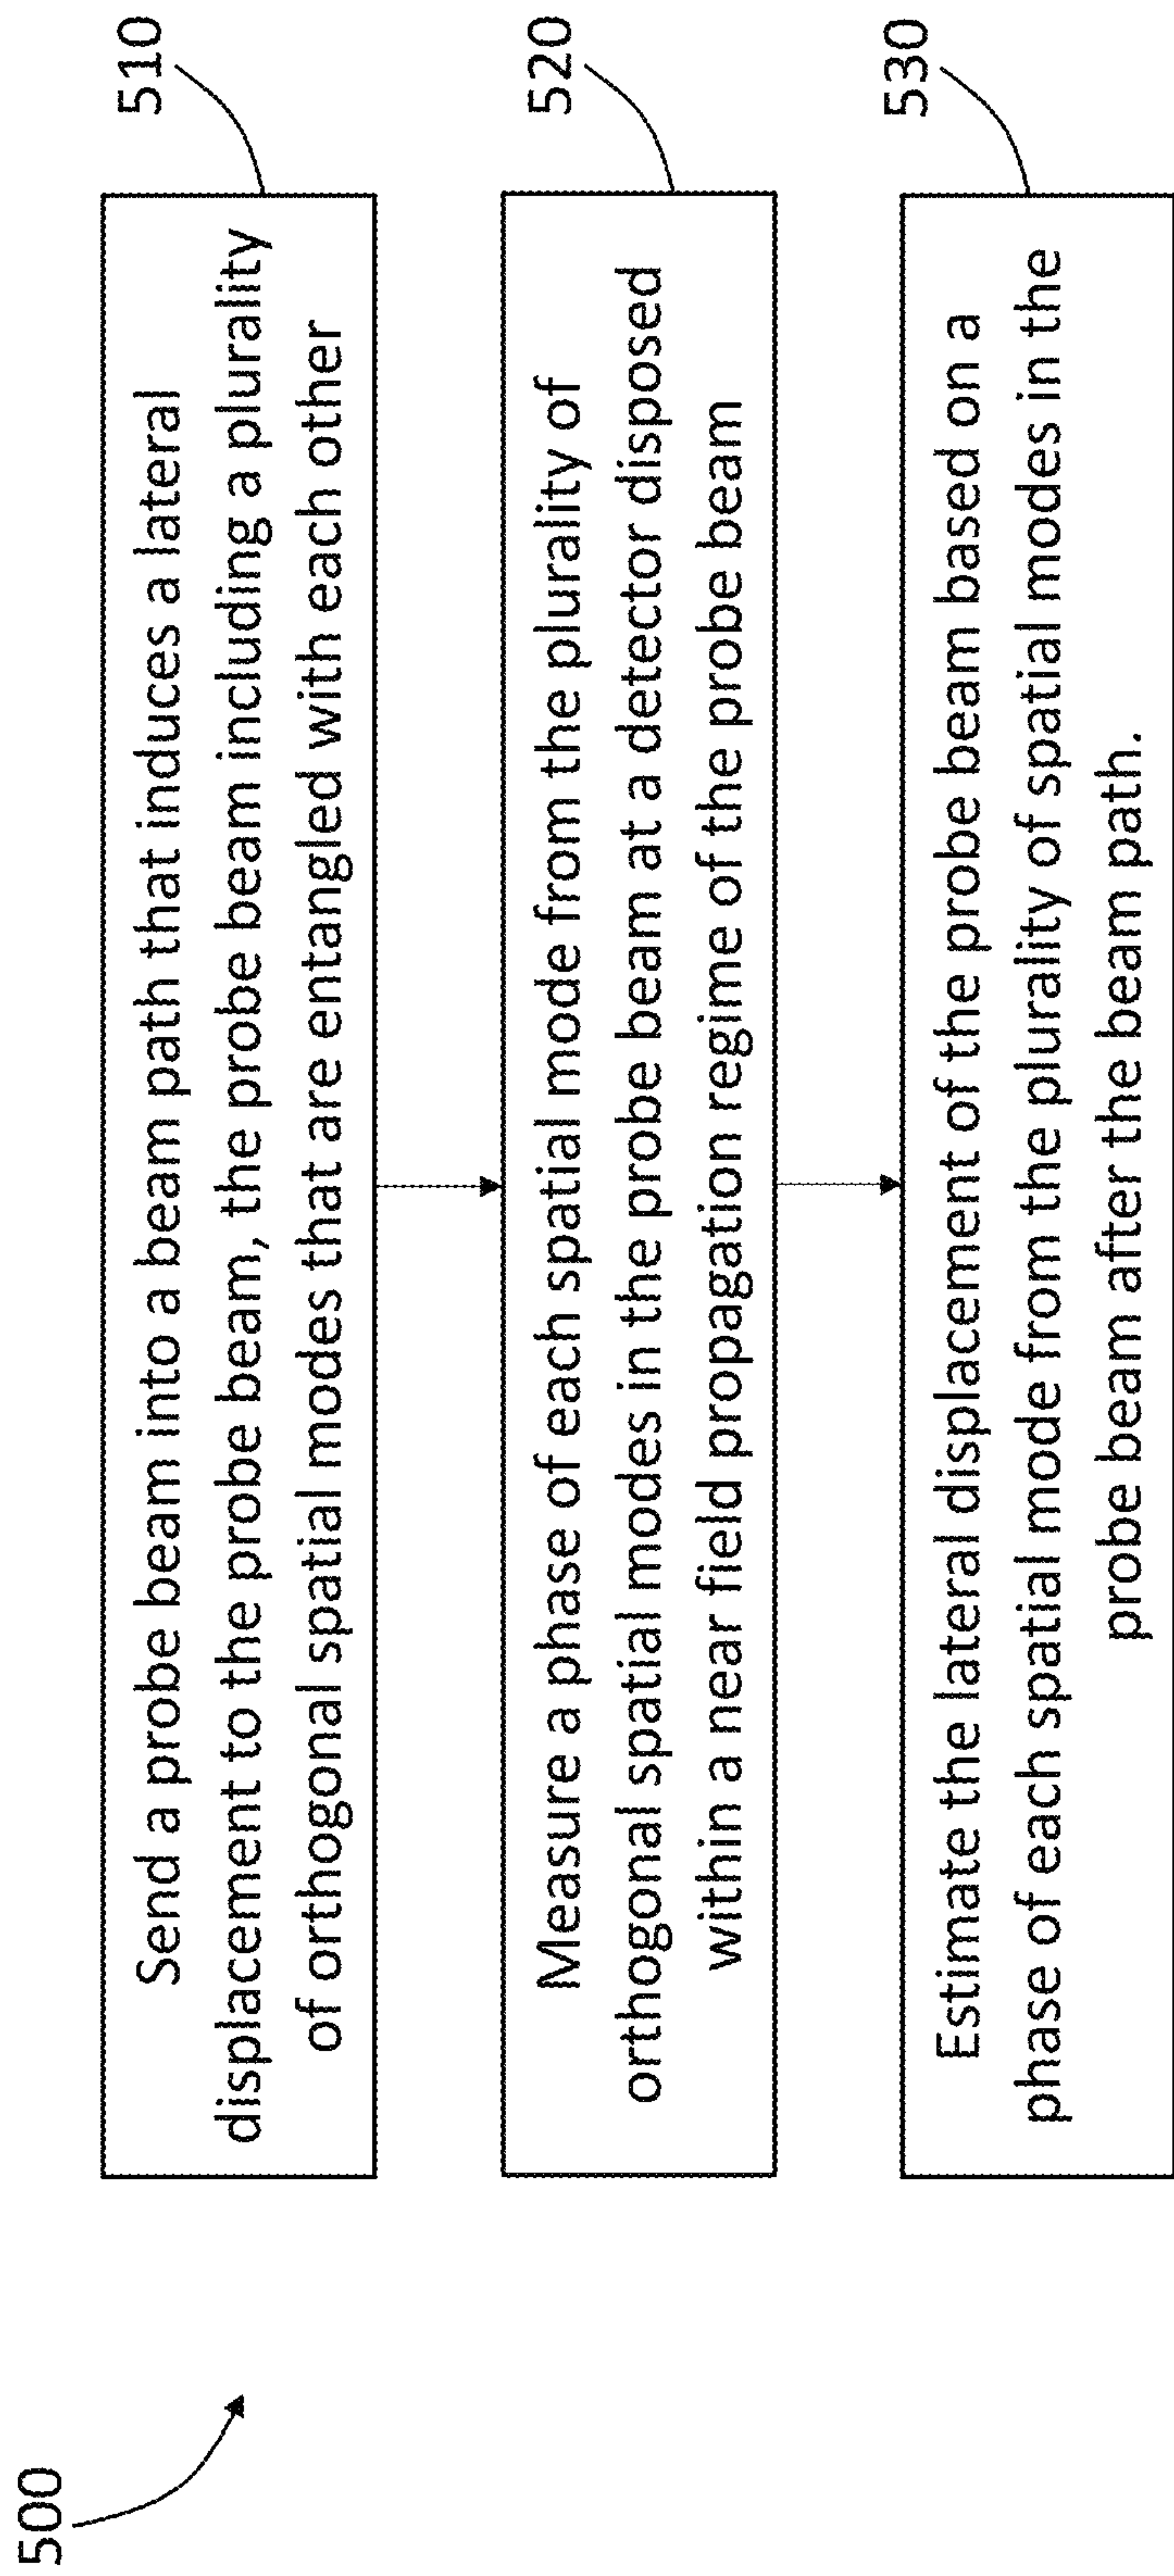 500
510
Send a probe beam into a beam path that induces a lateral
displacement to the probe beam, the probe beam including a plurality
of orthogonal spatial modes that are entangled with each other
520
Measure a phase of each spatial mode from the plurality of
orthogonal spatial modes in the probe beam at a detector disposed
within a near field propagation regime of the probe beam
530
Estimate the lateral displacement of the probe beam based on a
phase of each spatial mode from the plurality of spatial modes in the
probe beam after the beam path.